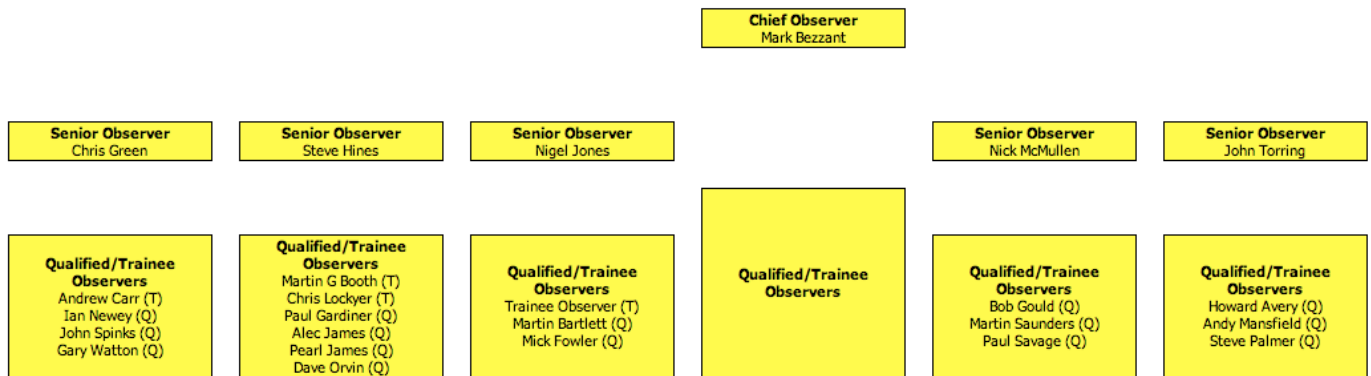 Chief Observer
Mark Bezzant
Senior Observer
Chris Green
Senior Observer
Steve Hines
Senior Observer
Nigel Jones
Senior Observer
Nick McMullen
Senior Observer
John Torring
Qualified/Trainee
Observers
Andrew Carr (T)
Ian Newey (Q)
John Spinks (Q)
Gary Watton (Q)
Qualified/Trainee
Observers
Martin G Booth (T)
Chris Lockyer (T)
Paul Gardiner (Q)
Alec James (Q)
Pearl James (Q)
Dave Orvin (Q)
Qualified/Trainee
Observers
Trainee Observer (T)
Martin Bartlett (Q)
Mick Fowler (Q)
Qualified/Trainee
Observers
Qualified/Trainee
Observers
Bob Gould (Q)
Martin Saunders (Q)
Paul Savage (Q)
Qualified/Trainee
Observers
Howard Avery (Q)
Andy Mansfield (Q)
Steve Palmer (Q)